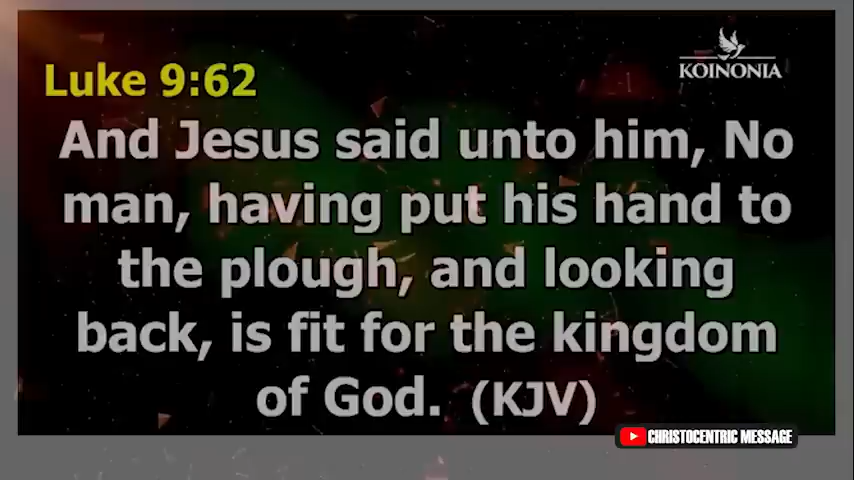 KOINONIA
Luke 9:62
And Jesus said unto him, No
man, having put his hand to
the plough, and looking
back, is fit for the kingdom
of God. (KJV)
CHRISTOCENTRIC MESSAGE